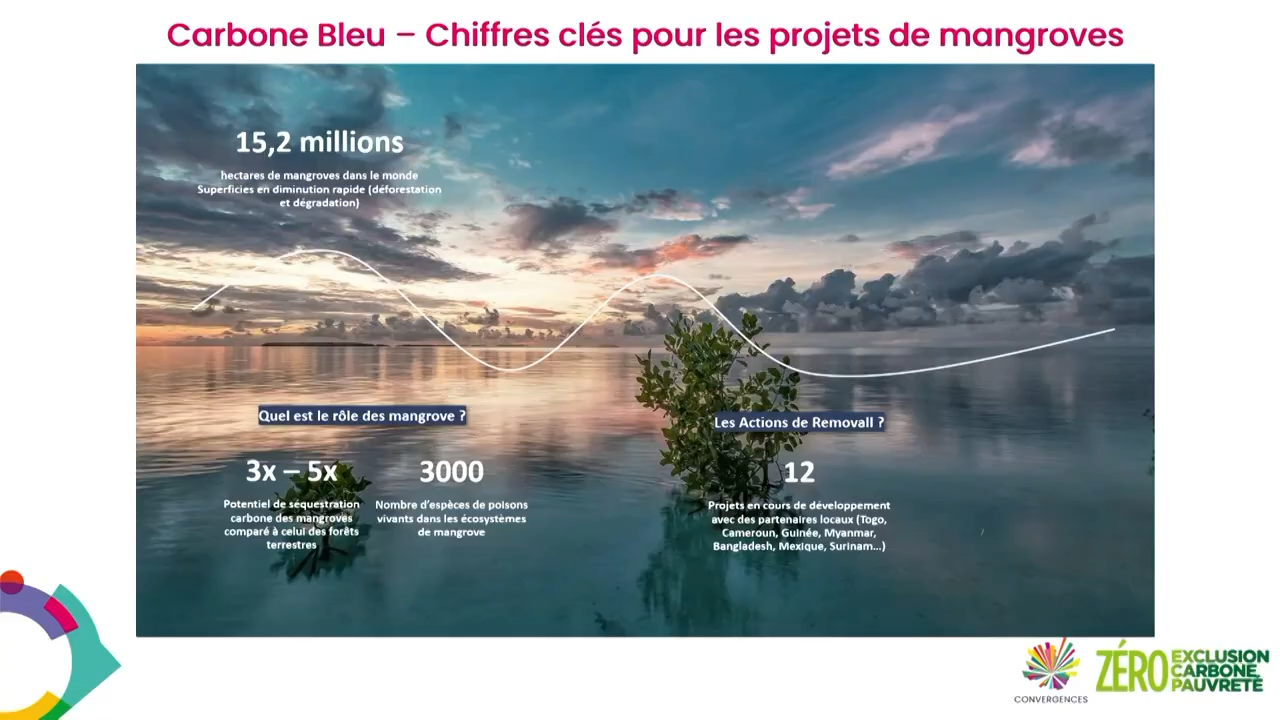 Carbone Bleu – Chiffres clés pour les projets de mangroves
15,2 millions
hectares de mangroves dans le monde
Superficies en diminution rapide (déforestation
et dégradation)
Quel est le rôle des mangrove ?
3x – 5x
Potentiel de séquestration
carbone des mangroves
comparé à celui des forêts
terrestres
3000
Nombre d'espèces de poisons
vivants dans les écosystèmes
de mangrove
Les Actions de Removall ?
12
Projets en cours de développement
avec des partenaires locaux (Togo,
Cameroun, Guinée, Myanmar,
Bangladesh, Mexique, Surinam...)
CONVERGENCES
ZÉRO
EXCLUSION
CARBONE
PAUVRETÉ